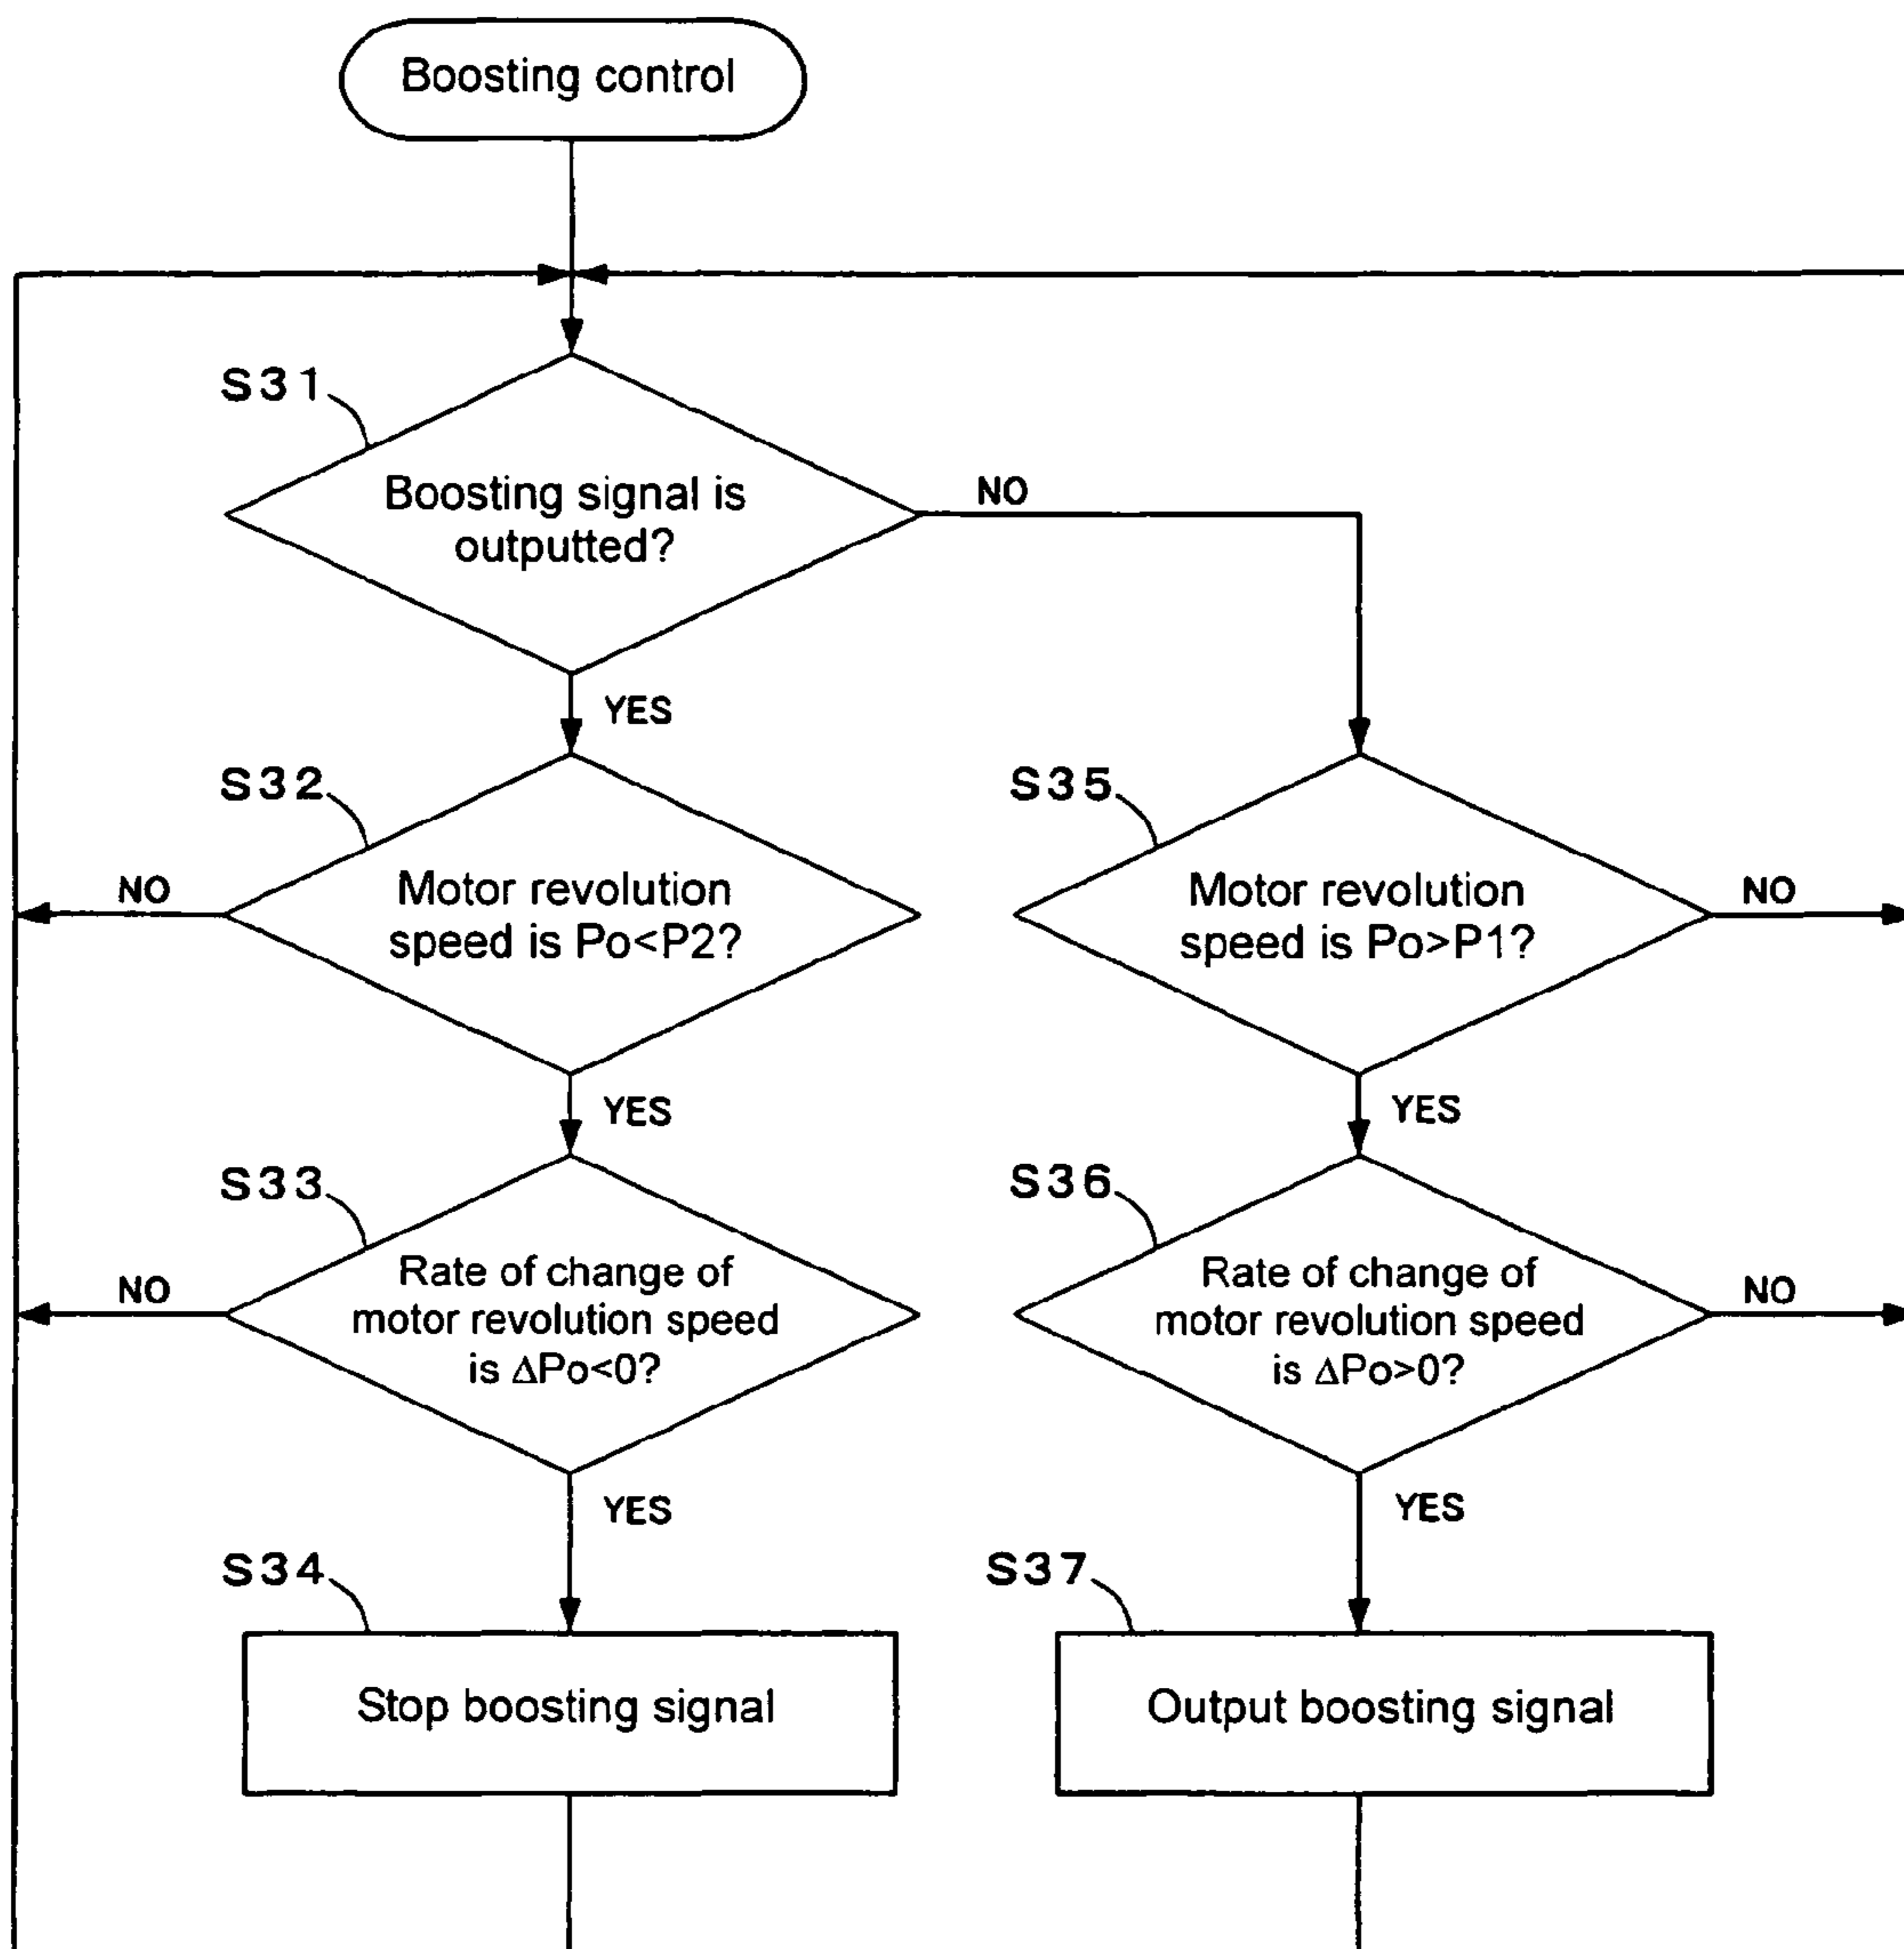 Boosting control
S31
Boosting signal is
outputted?
NO
YES
S32
Motor revolution
speed is Po<P2?
NO
YES
S35
Motor revolution
speed is Po>P1?
NO
YES
S33
Rate of change of
motor revolution speed
is ΔPo<0?
NO
YES
S36
Rate of change of
motor revolution speed
is ΔPo>0?
NO
YES
S34
Stop boosting signal
S37
Output boosting signal